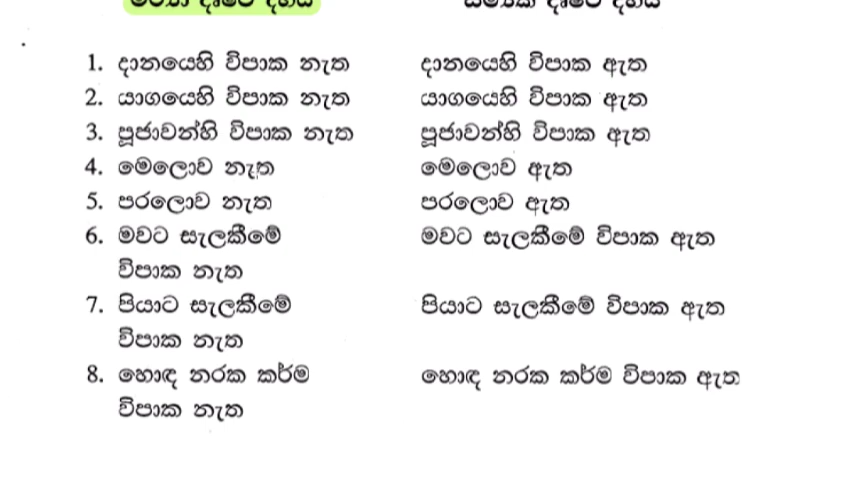 1. දානයෙහි විපාක නැත දානයෙහි විපාක ඇත
2. යාගයෙහි විපාක නැත යාගයෙහි විපාක ඇත
3. පූජාවන්හි විපාක නැත පූජාවන්හි විපාක ඇත
4. මෙලොව නැත මෙලොව ඇත
5. පරලොව නැත පරලොව ඇත
6. මවට සැලකීමේ මවට සැලකීමේ විපාක ඇත
විපාක නැත
7. පියාට සැලකීමේ පියාට සැලකීමේ විපාක ඇත
විපාක නැත
8. හොඳ නරක කර්ම හොඳ නරක කර්ම විපාක ඇත
විපාක නැත